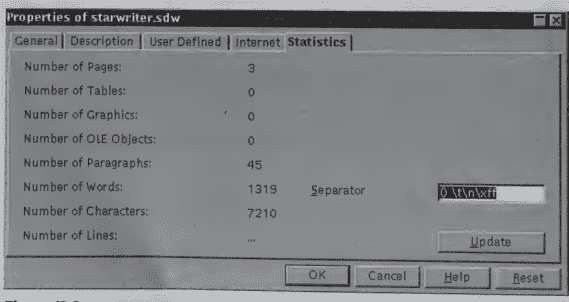 Properties of starwriter.sdw
General Description User Defined Internet Statistics
Number of Pages: 3
Number of Tables: 0
Number of Graphics: 0
Number of OLE Objects: 0
Number of Paragraphs: 45
Number of Words: 1319 Separator 0 \t\n\xff
Number of Characters: 7210
Number of Lines: ...
Update
OK Cancel Help Reset